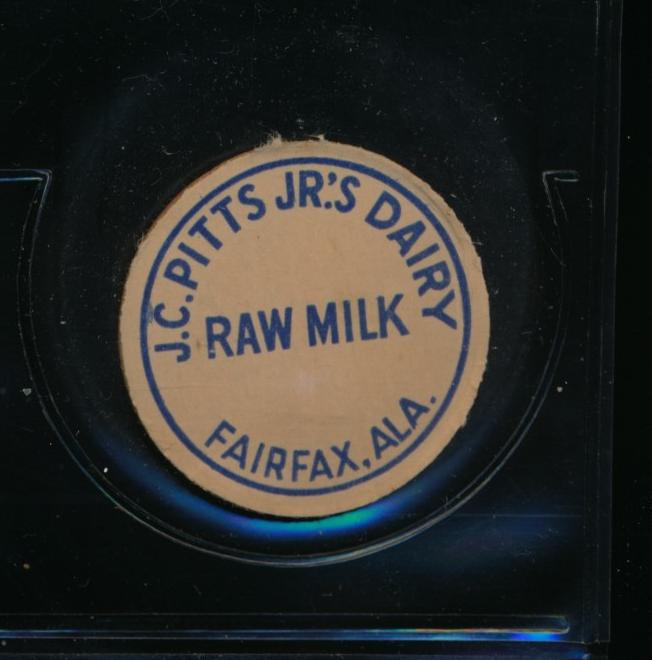 J.C. PITTS JR.'S DAIRY
RAW MILK
FAIRFAX, ALA.